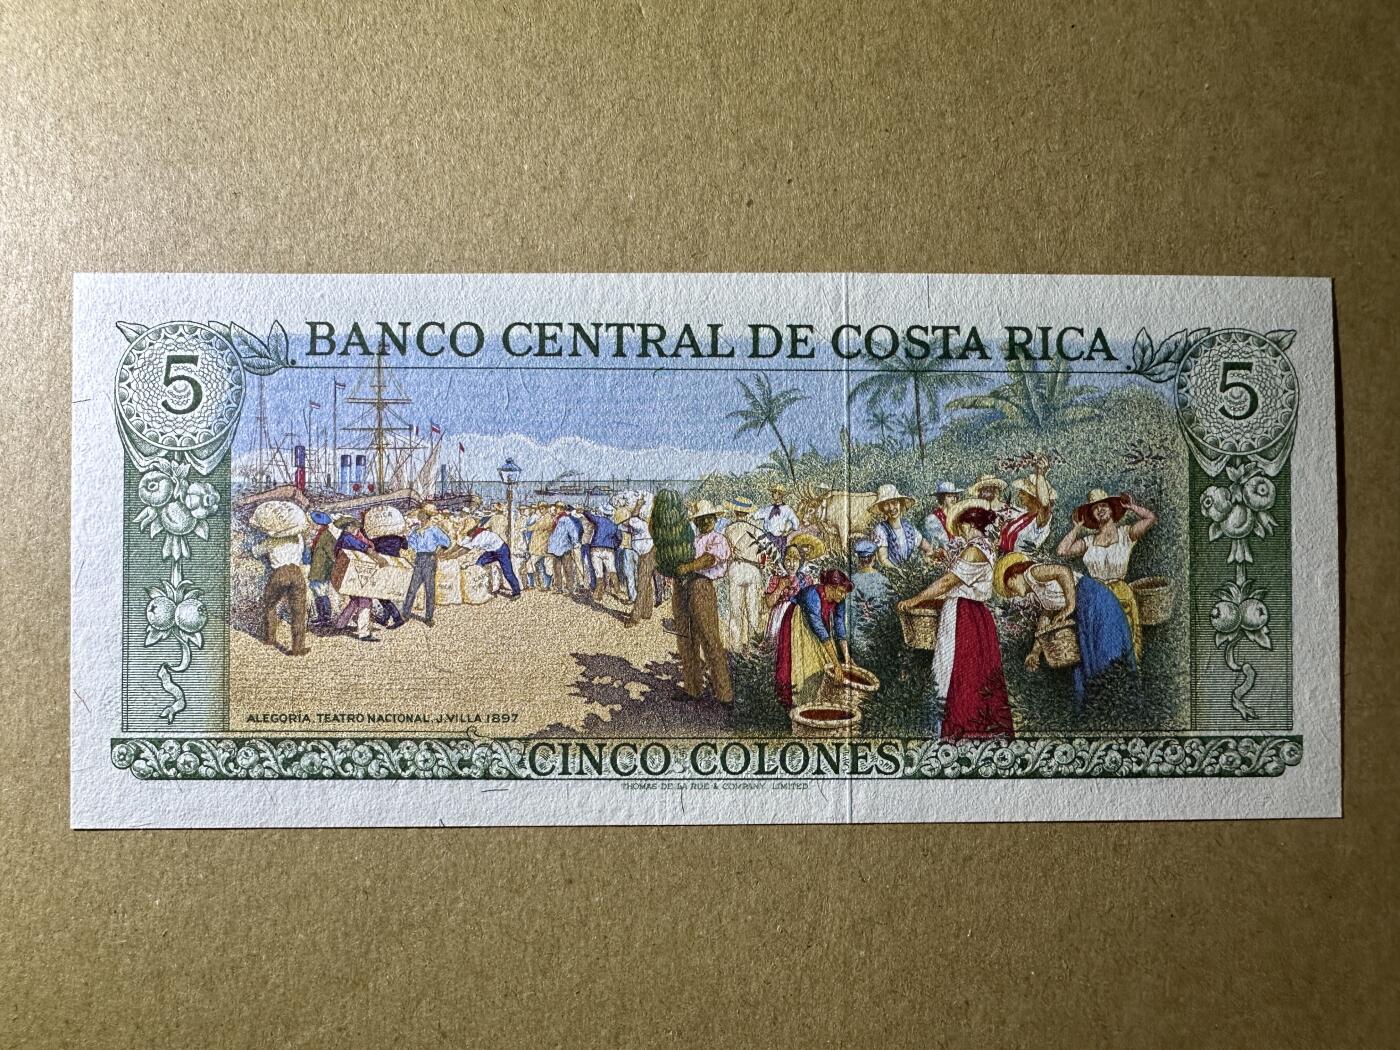 BANCO CENTRAL DE COSTA RICA
5
5
ALEGORIA, TEATRO NACIONAL. J.VILLA 1897
CINCO COLONES
THOMAS DE LA RUE & COMPANY, LIMITED